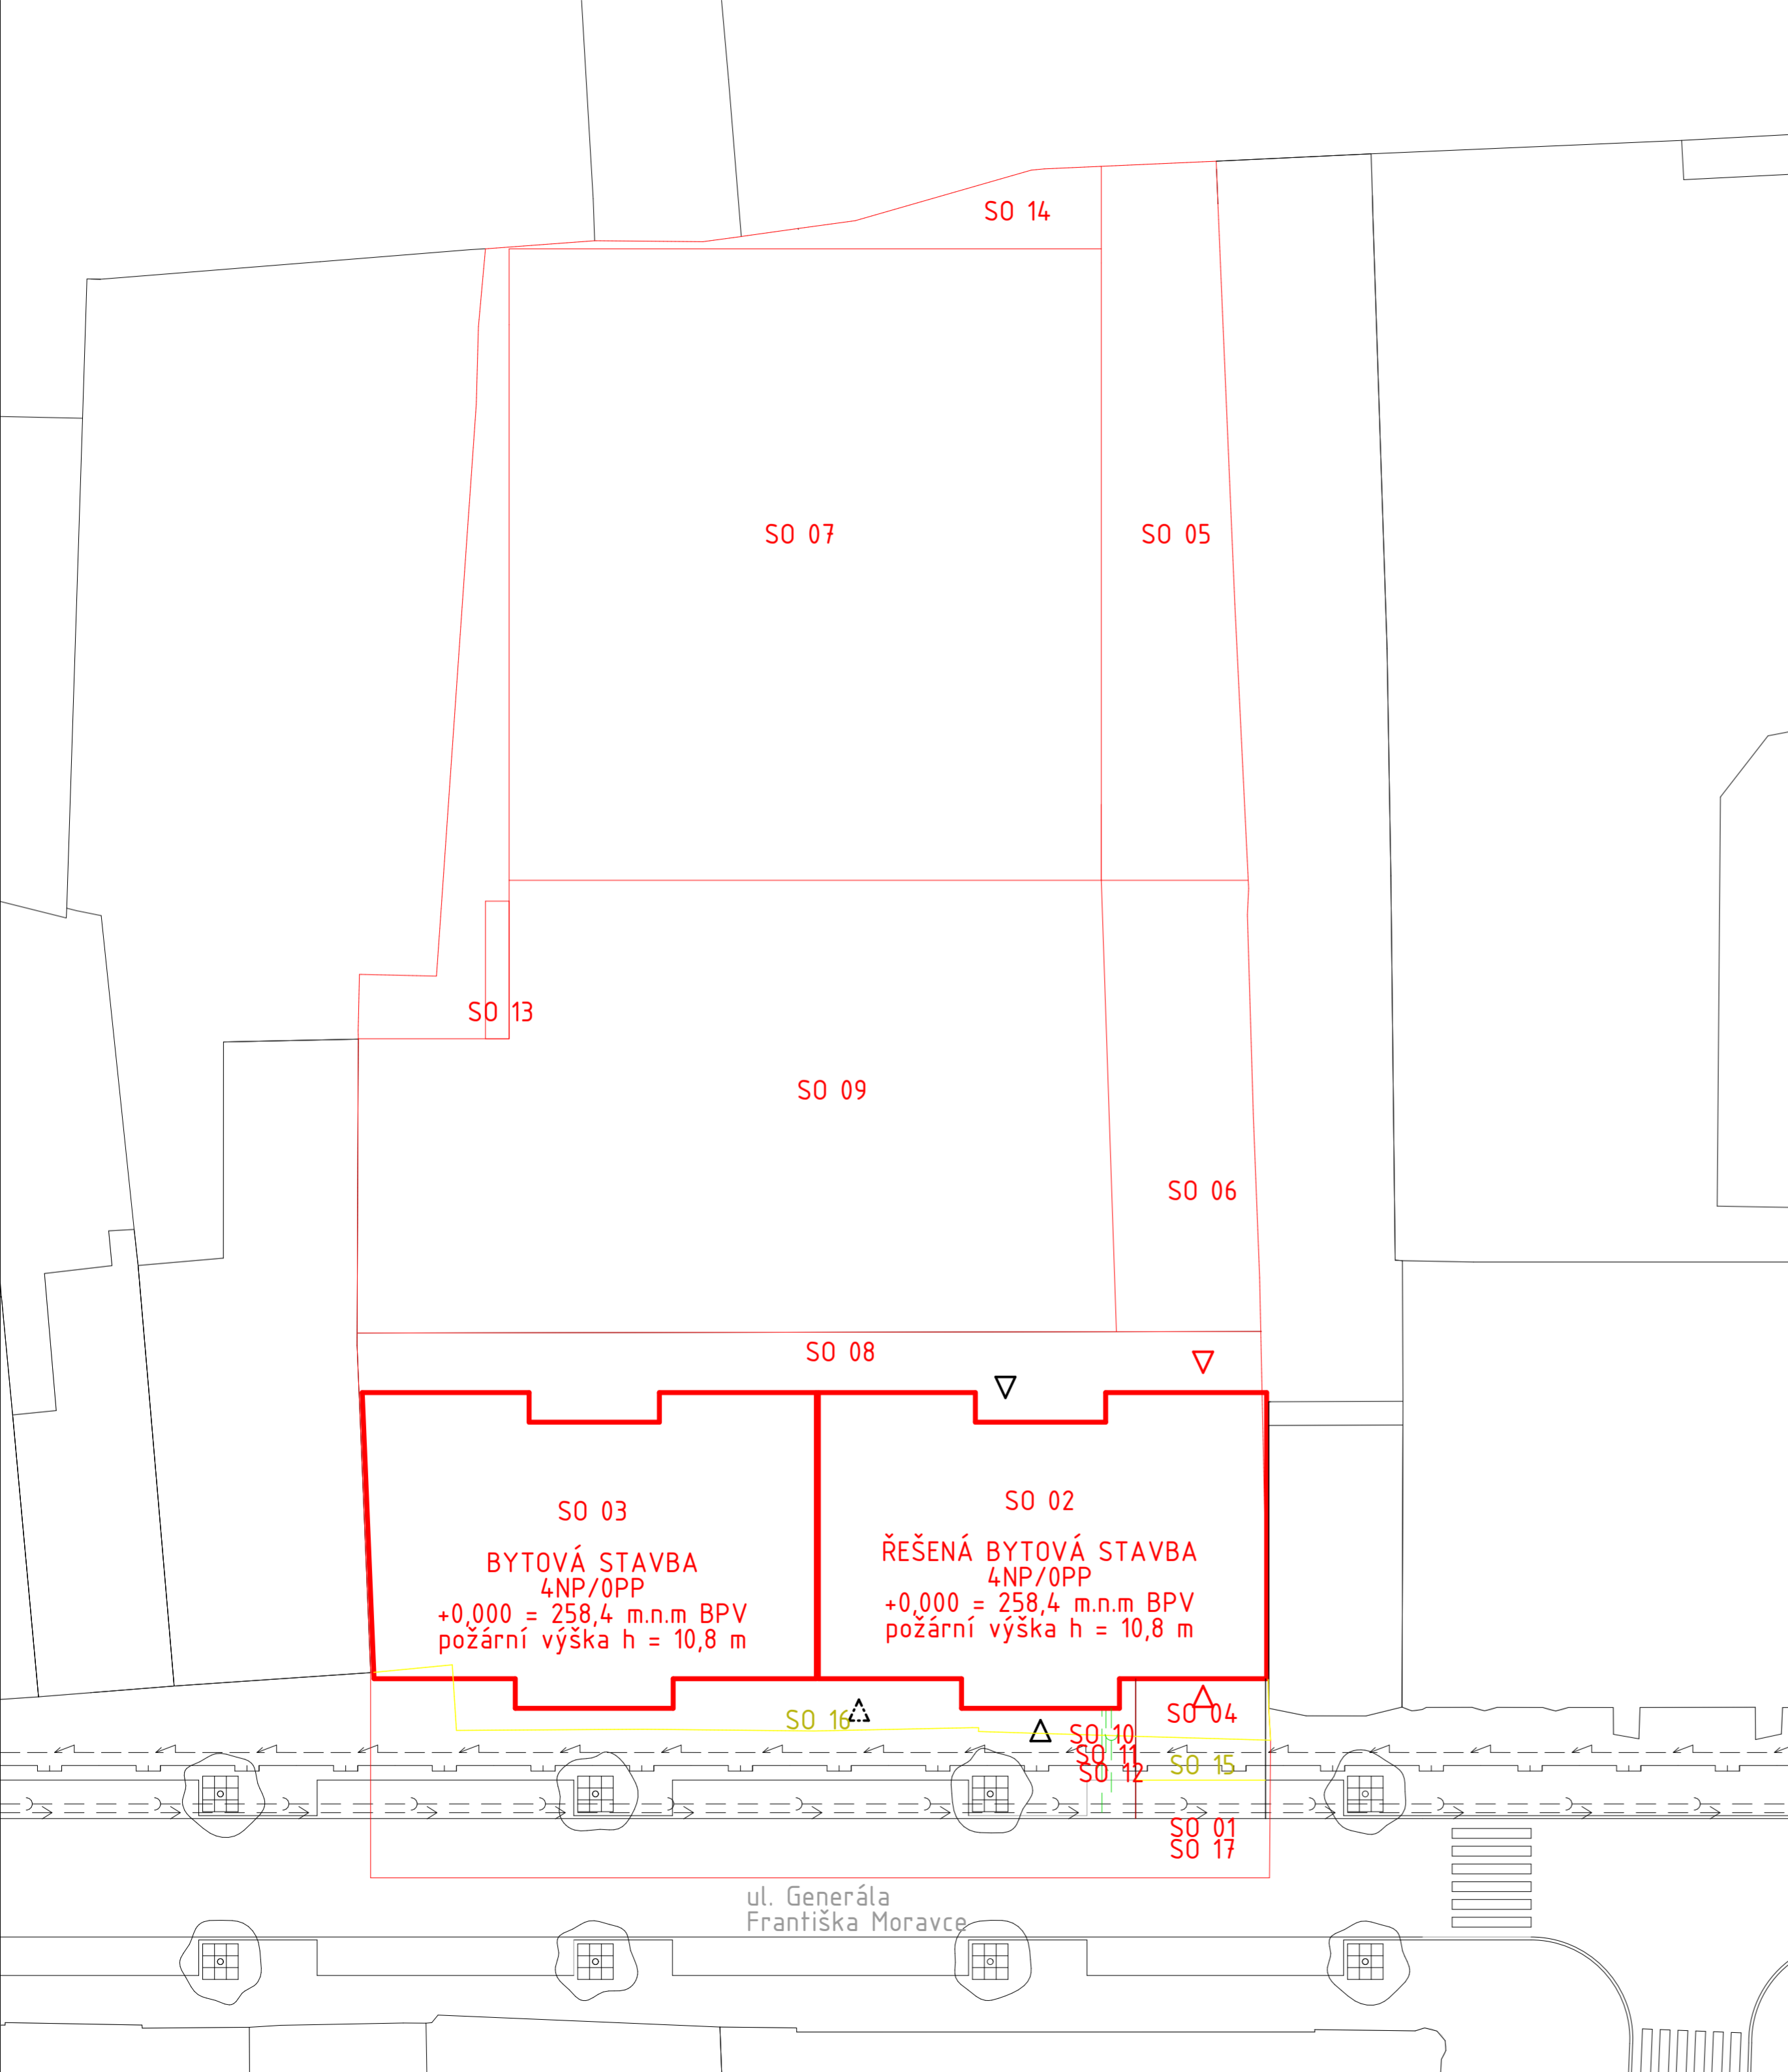 SO 14
SO 07
SO 05
SO 13
SO 09
SO 06
SO 08
SO 03
BYTOVÁ STAVBA
4NP/0PP
+0,000 = 258,4 m.n.m BPV
požární výška h = 10,8 m
SO 02
ŘEŠENÁ BYTOVÁ STAVBA
4NP/0PP
+0,000 = 258,4 m.n.m BPV
požární výška h = 10,8 m
SO 16
SO 04
SO 10
SO 11
SO 15
SO 12
SO 01
SO 17
ul. Generála
Františka Moravce